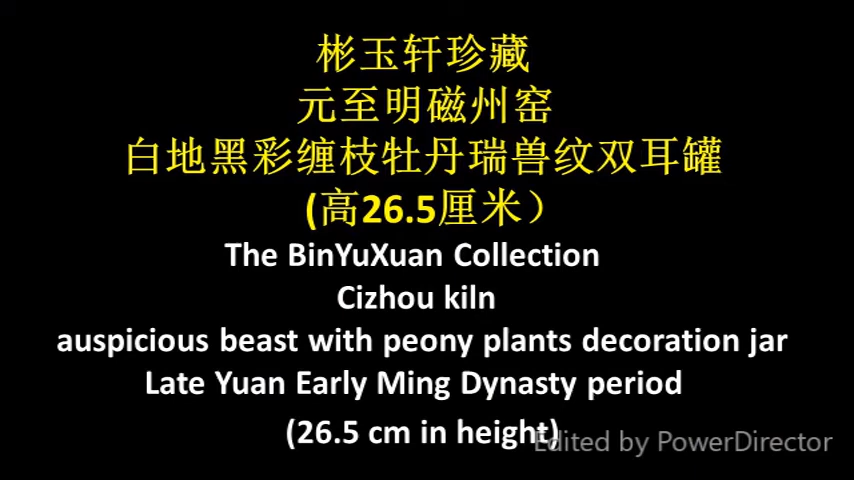 彬玉轩珍藏
元至明磁州窑
白地黑彩缠枝牡丹瑞兽纹双耳罐
(高26.5厘米）
The BinYuXuan Collection
Cizhou kiln
auspicious beast with peony plants decoration jar
Late Yuan Early Ming Dynasty period
(26.5 cm in height)
Edited by PowerDirector